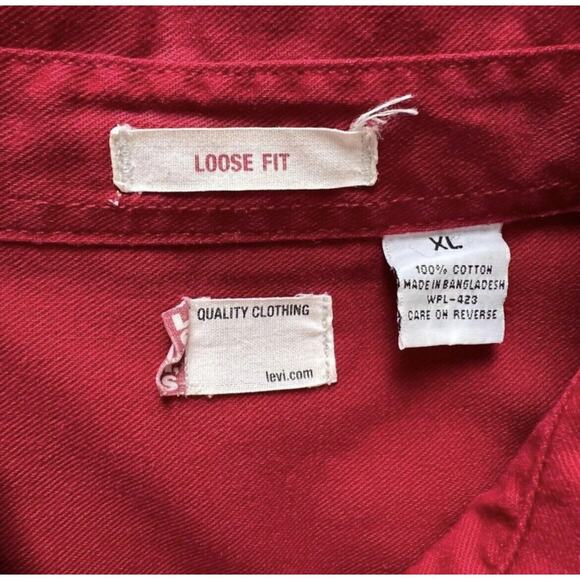 LOOSE FIT
XL
100% COTTON
MADE IN BANGLADESH
WPL-423
CARE ON REVERSE
QUALITY CLOTHING
levi.com